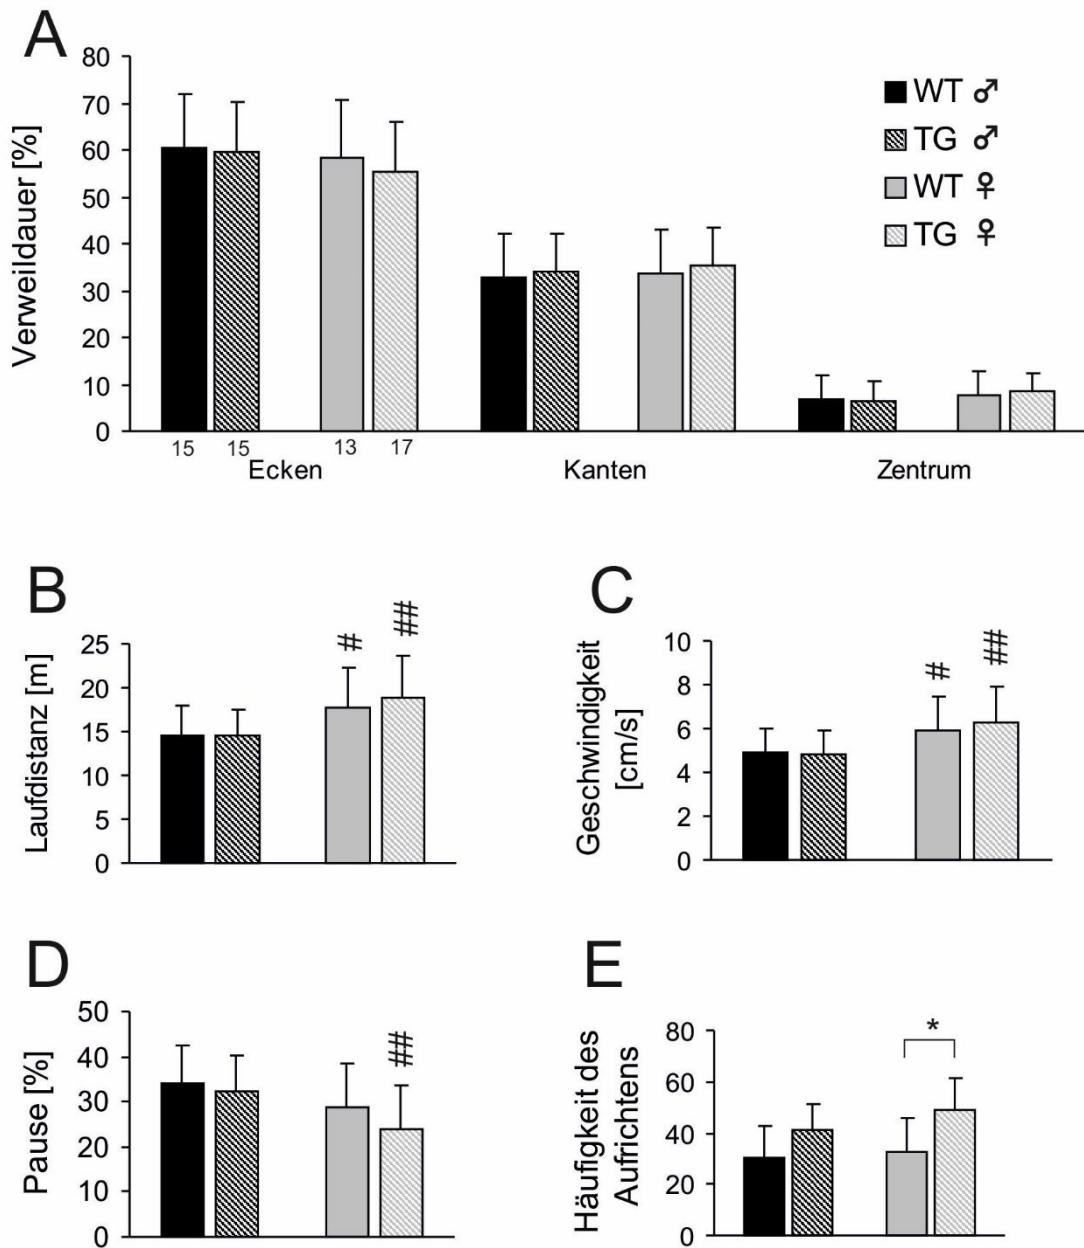 A
Verweildauer [%]
80
70
60
50
40
30
20
10
0
WT ♂
TG ♂
WT ♀
TG ♀
15 15 13 17
Ecken Kanten Zentrum
B
Laufdistanz [m]
25
20
15
10
5
0
# ##
C
Geschwindigkeit
[cm/s]
10
8
6
4
2
0
# ##
D
Pause [%]
50
40
30
20
10
0
##
E
Häufigkeit des
Aufrichtens
80
60
40
20
0
*